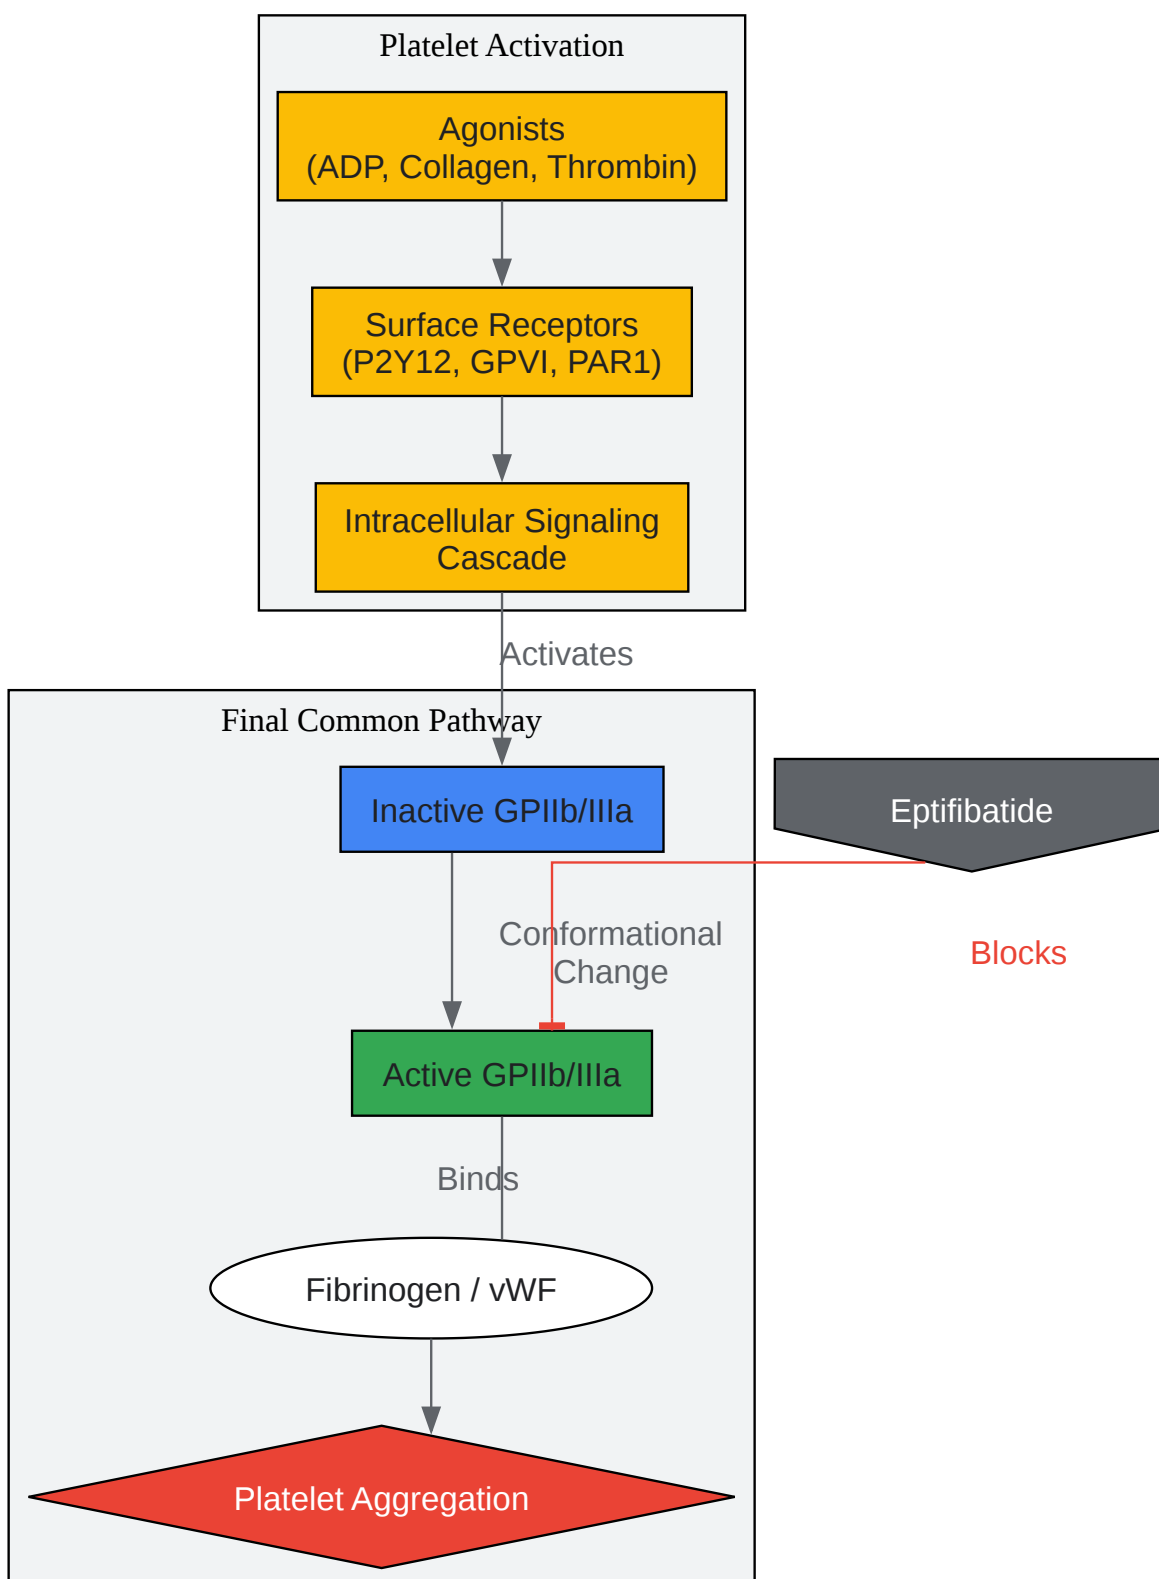 Platelet Activation
Agonists
(ADP, Collagen, Thrombin)
Surface Receptors
(P2Y12, GPVI, PAR1)
Intracellular Signaling
Cascade
Activates
Final Common Pathway
Inactive GPIIb/IIIa
Eptifibatide
Conformational
Change
Blocks
Active GPIIb/IIIa
Binds
Fibrinogen / vWF
Platelet Aggregation